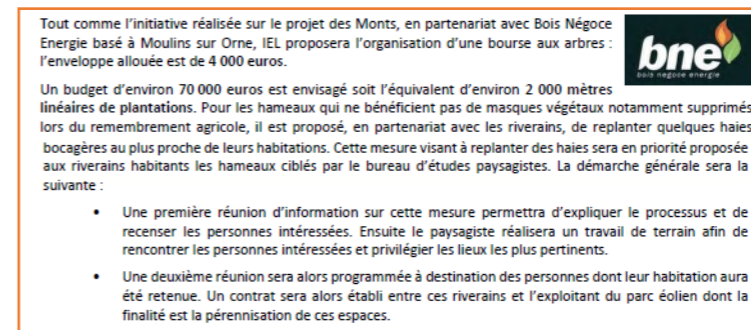 Tout comme l'initiative réalisée sur le projet des Monts, en partenariat avec Bois Négoce
Energie basé à Moulins sur Orne, IEL proposera l'organisation d'une bourse aux arbres :
l'enveloppe allouée est de 4 000 euros.
bne
bois negoce energie
Un budget d'environ 70 000 euros est envisagé soit l'équivalent d'environ 2 000 mètres
linéaires de plantations. Pour les hameaux qui ne bénéficient pas de masques végétaux notamment supprimés
lors du remembrement agricole, il est proposé, en partenariat avec les riverains, de replanter quelques haies
bocagères au plus proche de leurs habitations. Cette mesure visant à replanter des haies sera en priorité proposée
aux riverains habitants les hameaux ciblés par le bureau d'études paysagistes. La démarche générale sera la
suivante :
• Une première réunion d'information sur cette mesure permettra d'expliquer le processus et de
recenser les personnes intéressées. Ensuite le paysagiste réalisera un travail de terrain afin de
rencontrer les personnes intéressées et privilégier les lieux les plus pertinents.
• Une deuxième réunion sera alors programmée à destination des personnes dont leur habitation aura
été retenue. Un contrat sera alors établi entre ces riverains et l'exploitant du parc éolien dont la
finalité est la pérennisation de ces espaces.